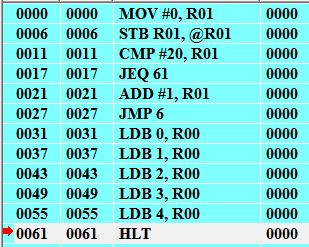 0000 0000 MOV #0, R01 0000
0006 0006 STB R01, @R01 0000
0011 0011 CMP #20, R01 0000
0017 0017 JEQ 61 0000
0021 0021 ADD #1, R01 0000
0027 0027 JMP 6 0000
0031 0031 LDB 0, R00 0000
0037 0037 LDB 1, R00 0000
0043 0043 LDB 2, R00 0000
0049 0049 LDB 3, R00 0000
0055 0055 LDB 4, R00 0000
0061 0061 HLT 0000